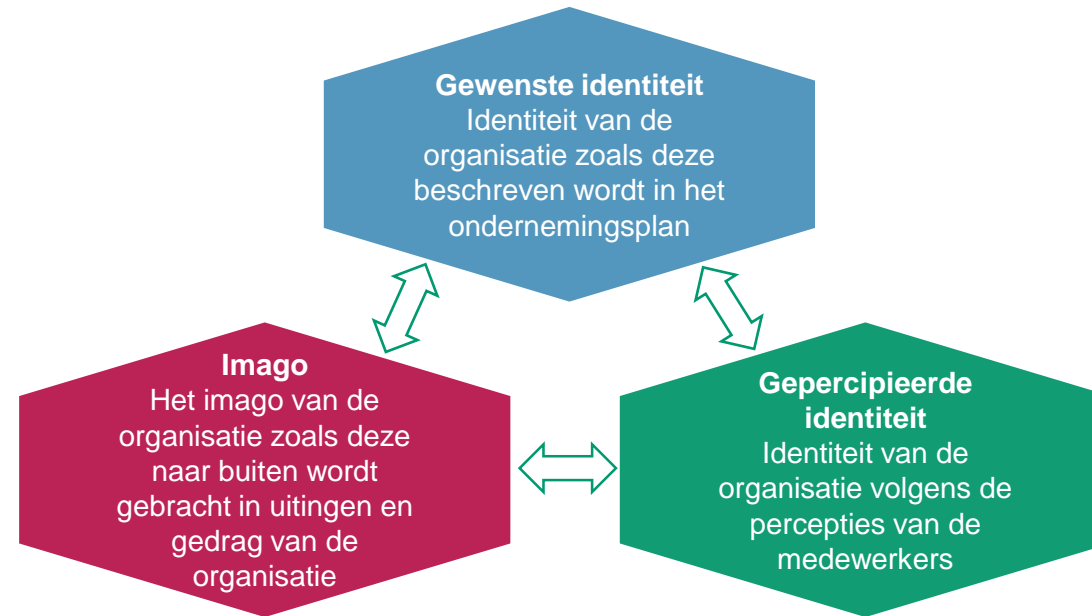 Gewenste identiteit
Identiteit van de
organisatie zoals deze
beschreven wordt in het
ondernemingsplan
Imago
Het imago van de
organisatie zoals deze
naar buiten wordt
gebracht in uitingen en
gedrag van de
organisatie
Gepercipieerde
identiteit
Identiteit van de
organisatie volgens de
percepties van de
medewerkers